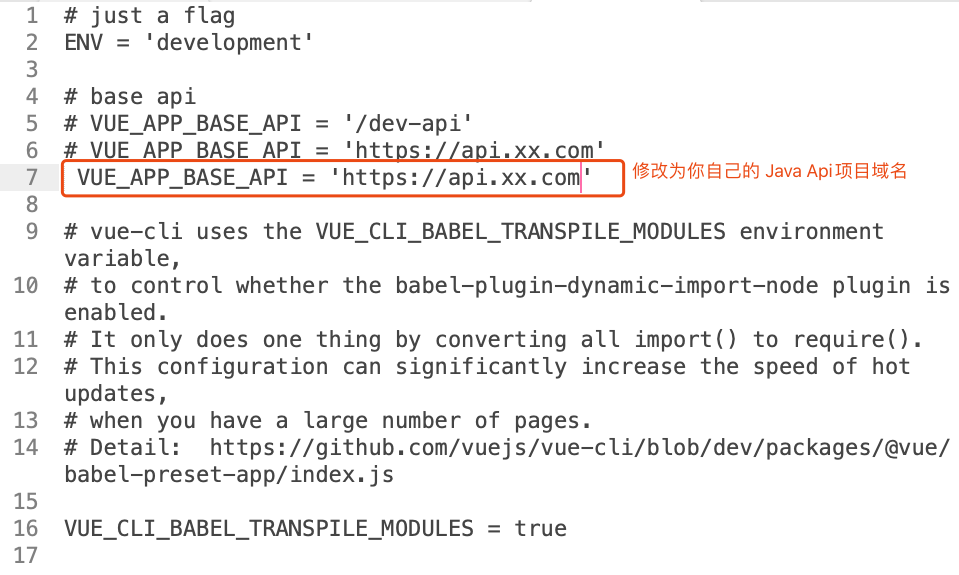 1 # just a flag
2 ENV = 'development'
3
4 # base api
5 # VUE_APP_BASE_API = '/dev-api'
6 # VUE_APP_BASE_API = 'https://api.xx.com'
7 VUE_APP_BASE_API = 'https://api.xx.com' 修改为你自己的 Java Api项目域名
8
9 # vue-cli uses the VUE_CLI_BABEL_TRANSPILE_MODULES environment
variable,
10 # to control whether the babel-plugin-dynamic-import-node plugin is
enabled.
11 # It only does one thing by converting all import() to require().
12 # This configuration can significantly increase the speed of hot
updates,
13 # when you have a large number of pages.
14 # Detail:  https://github.com/vuejs/vue-cli/blob/dev/packages/@vue/
babel-preset-app/index.js
15
16 VUE_CLI_BABEL_TRANSPILE_MODULES = true
17